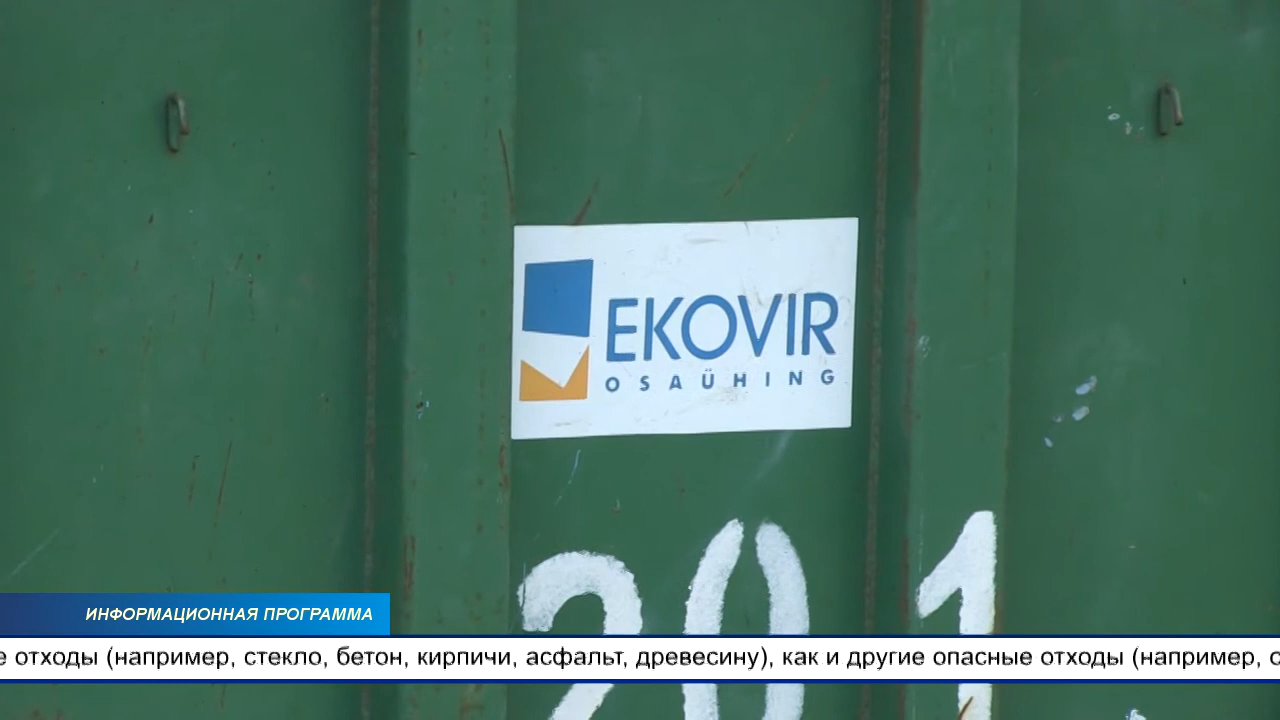 EKOVIR
OSAÜHING
201
ИНФОРМАЦИОННАЯ ПРОГРАММА
е отходы (например, стекло, бетон, кирпичи, асфальт, древесину), как и другие опасные отходы (например,